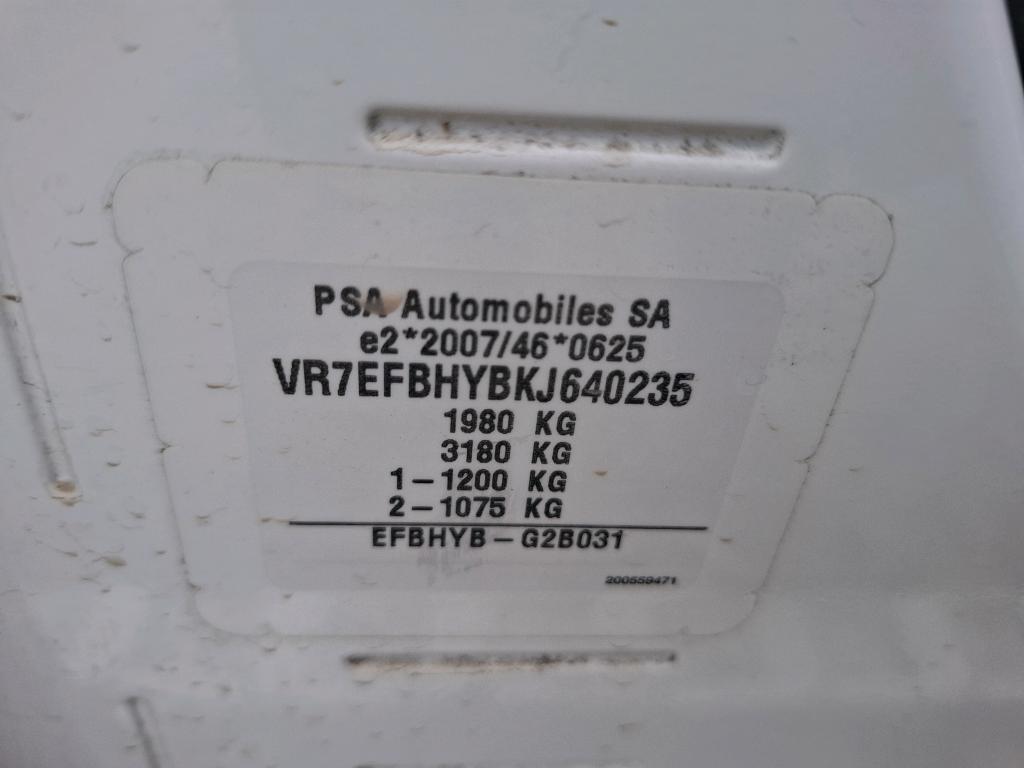 PSA Automobiles SA
e2*2007/46*0625
VR7EFBHYBKJ640235
1980 KG
3180 KG
1-1200 KG
2-1075 KG
EFBHYB-G2B031
200559471